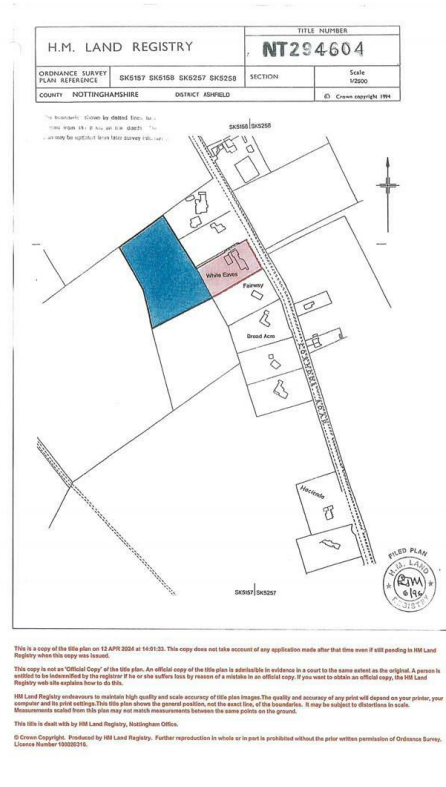 H.M. LAND REGISTRY
TITLE NUMBER
NT294604
ORDNANCE SURVEY
PLAN REFERENCE
SK5157 SK5158 SK5257 SK5258
SECTION
Scale
1/2500
COUNTY NOTTINGHAMSHIRE
DISTRICT ASHFIELD
© Crown copyright 1994
The boundaries shown by dotted lines
SK5158 SK5258
White Eaves
Fairway
Broad Acre
Hacienda
SK5157 SK5257
FILED PLAN
H.M. LAND
REGISTRY
RJM
6/96
This is a copy of the title plan on 12 APR 2024 at 14:01:33. This copy does not take account of any application made after that time even if still pending in HM Land
Registry when this copy was issued.
This copy is not an 'Official Copy' of the title plan. An official copy of the title plan is admissible in evidence in a court to the same extent as the original. A person is
entitled to be indemnified by the registrar if he or she suffers loss by reason of a mistake in an official copy. If you want to obtain an official copy, the HM Land
Registry web site explains how to do this.
HM Land Registry endeavours to maintain high quality and scale accuracy of title plan images.The quality and accuracy of any print will depend on your printer, your
computer and its print settings.This title plan shows the general position, not the exact line, of the boundaries. It may be subject to distortions in scale.
Measurements scaled from this plan may not match measurements between the same points on the ground.
This title is dealt with by HM Land Registry, Nottingham Office.
© Crown Copyright. Produced by HM Land Registry. Further reproduction in whole or in part is prohibited without the prior written permission of Ordnance Survey.
License Number 100026316.